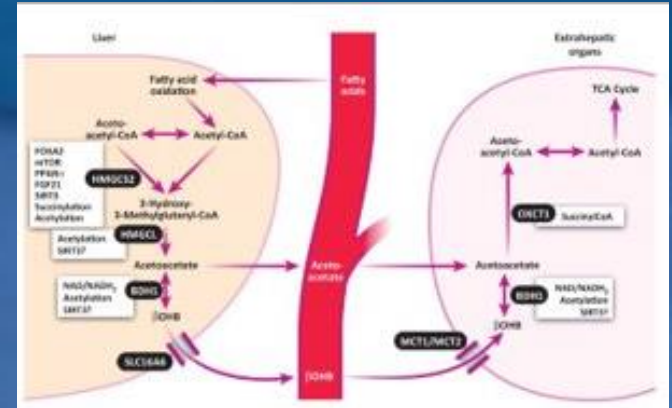 Liver
Extrahepatic
organs
Fatty acid
oxidation
Fatty
acids
TCA Cycle
Aceto-
acetyl-CoA
Acetyl-CoA
Aceto-
acetyl-CoA
Acetyl-CoA
FOXA2
mTOR
PPARα
FGF21
SIRT3
Succinylation
Acetylation
HMGCS2
3-Hydroxy-
3-Methylglutaryl-CoA
OXCT1
SuccinylCoA
Acetylation
SIRT3?
HMGCL
Acetoacetate
Aceto-
acetate
Acetoacetate
NAD/NADH
Acetylation
SIRT3?
BDH1
BDH1
NAD/NADH
Acetylation
SIRT3?
βOHB
βOHB
MCT1/MCT2
SLC16A6
βOHB